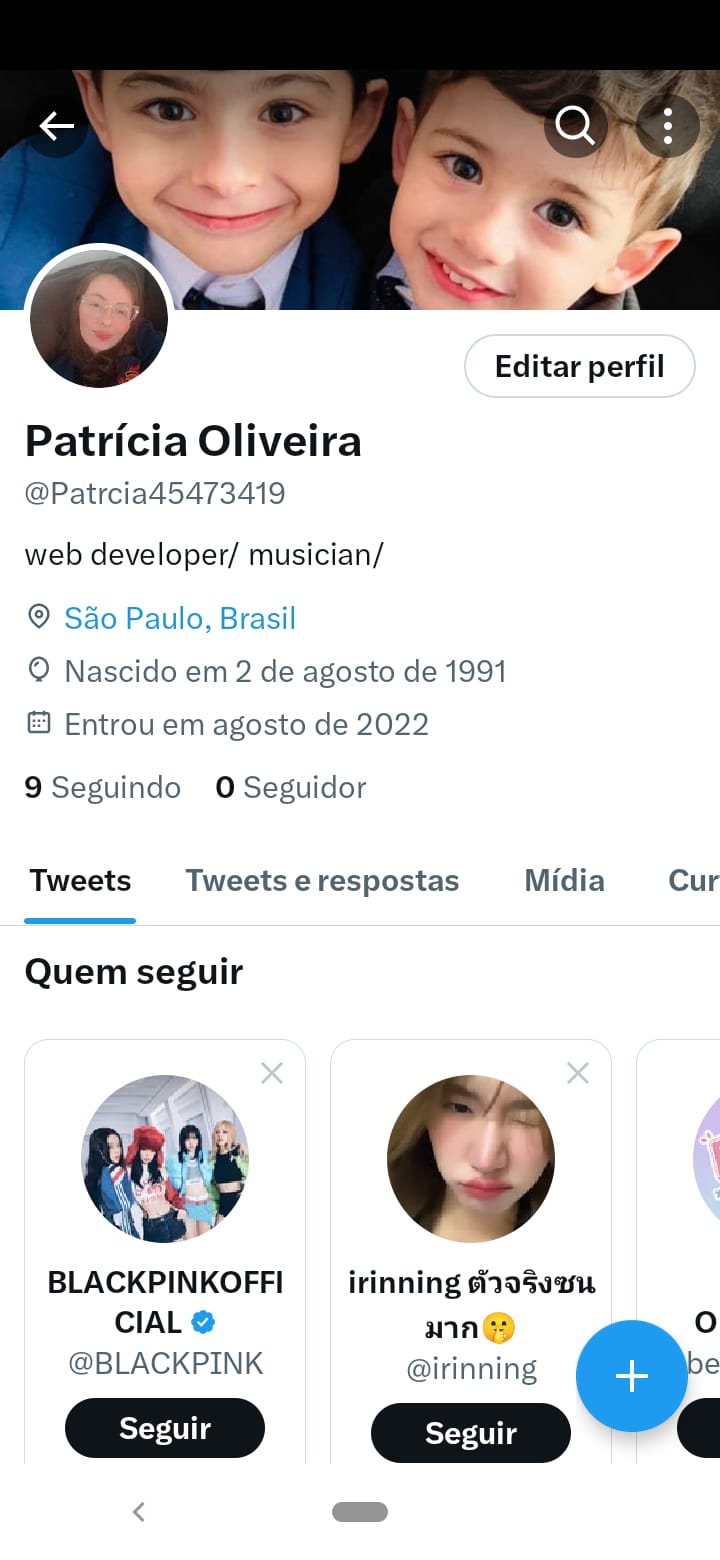 Editar perfil
Patrícia Oliveira
@Patrcia45473419
web developer/ musician/
São Paulo, Brasil
Nascido em 2 de agosto de 1991
Entrou em agosto de 2022
9 Seguindo 0 Seguidor
Tweets Tweets e respostas Mídia Cur
Quem seguir
BLACKPINKOFFI
CIAL
@BLACKPINK
Seguir
irinning ตัวจริงซน
มาก🤫
@irinning
Seguir
O
be